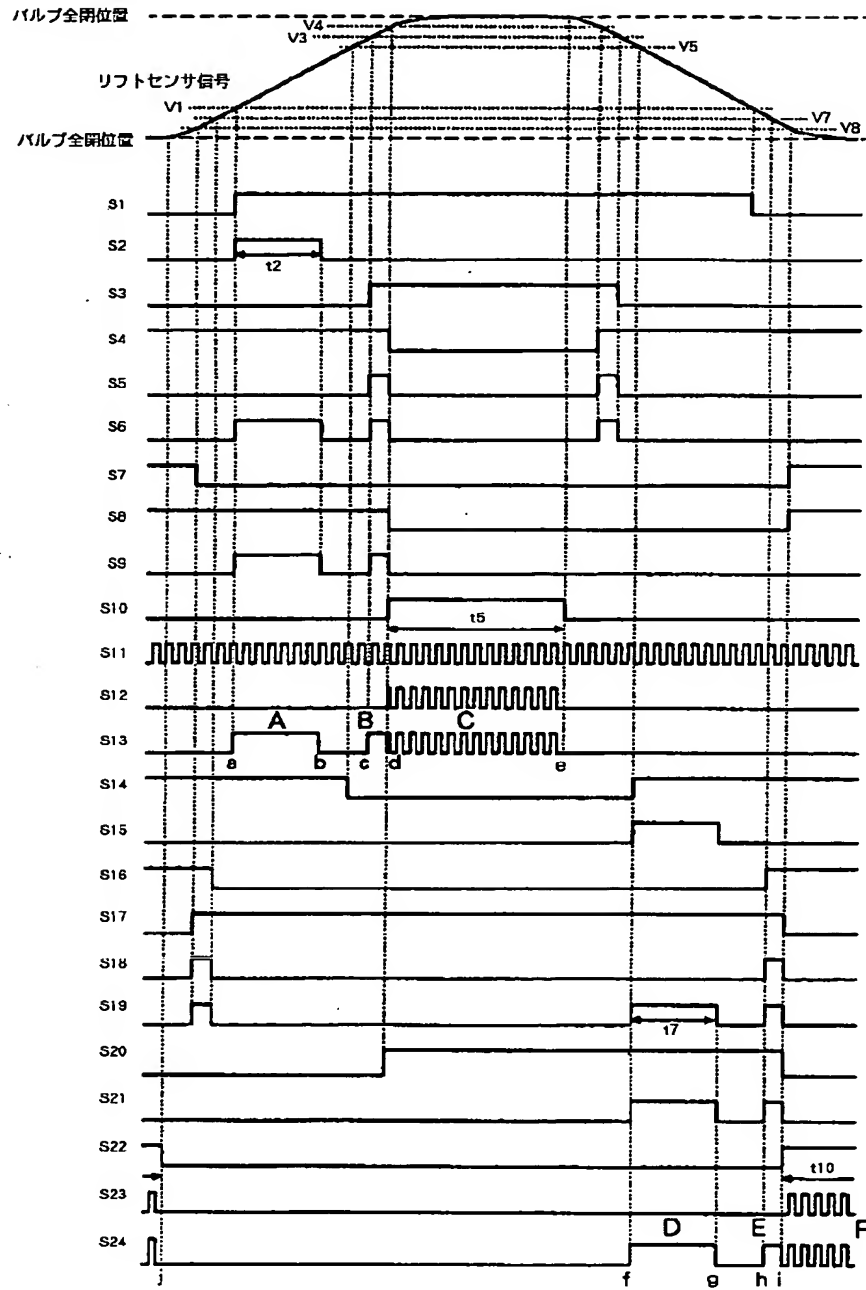 バルブ全開位置
V4
V3
V5
リフトセンサ信号
V1
V7
V8
バルブ全閉位置
S1
S2
t2
S3
S4
S5
S6
S7
S8
S9
S10
t5
S11
S12
A B C
S13
a b c d e
S14
S15
S16
S17
S18
S19
t7
S20
S21
S22
t10
S23
D E F
S24
j f g h i